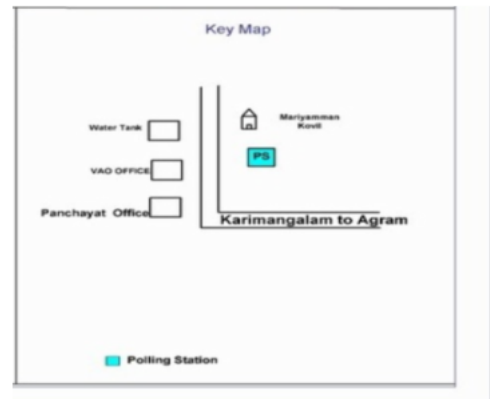 Key Map
Water Tank
Mariyamman
Kovil
PS
VAO OFFICE
Panchayat Office
Karimangalam to Agram
Polling Station